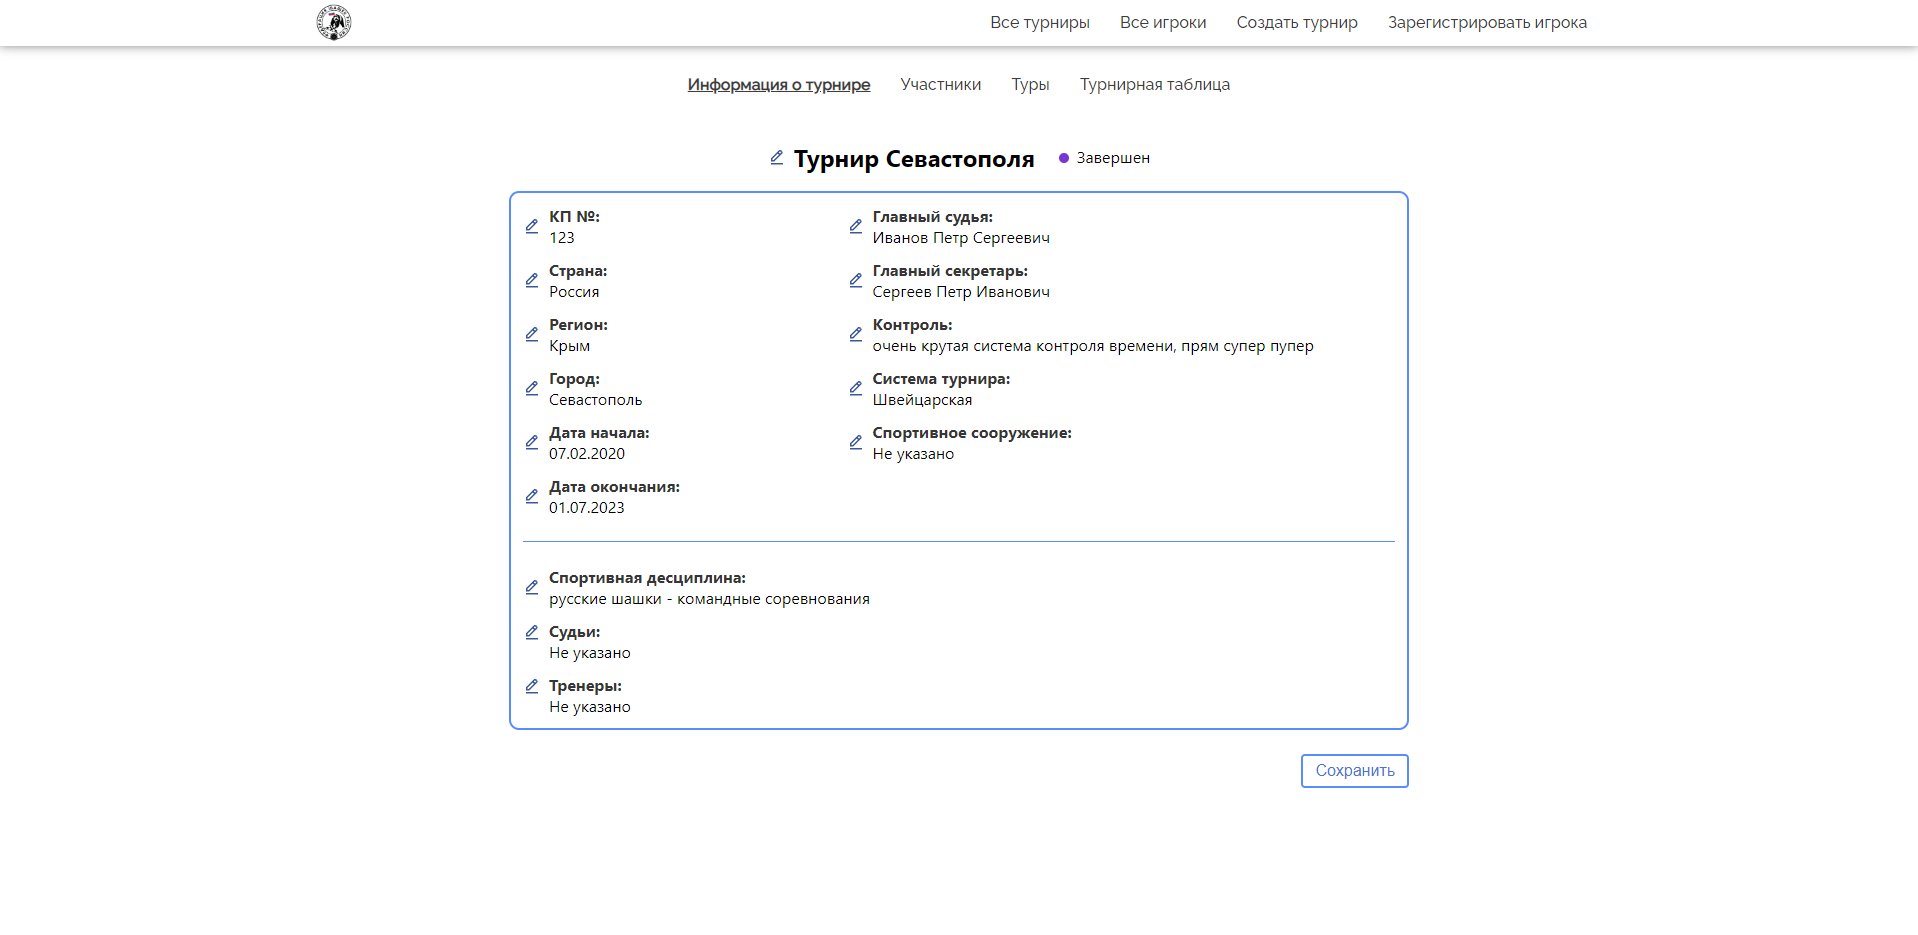 Все турниры Все игроки Создать турнир Зарегистрировать игрока
Информация о турнире Участники Туры Турнирная таблица
Турнир Севастополя Завершен
КП №:
123
Страна:
Россия
Регион:
Крым
Город:
Севастополь
Дата начала:
07.02.2020
Дата окончания:
01.07.2023
Главный судья:
Иванов Петр Сергеевич
Главный секретарь:
Сергеев Петр Иванович
Контроль:
очень крутая система контроля времени, прям супер пупер
Система турнира:
Швейцарская
Спортивное сооружение:
Не указано
Спортивная десциплина:
русские шашки - командные соревнования
Судьи:
Не указано
Тренеры:
Не указано
Сохранить